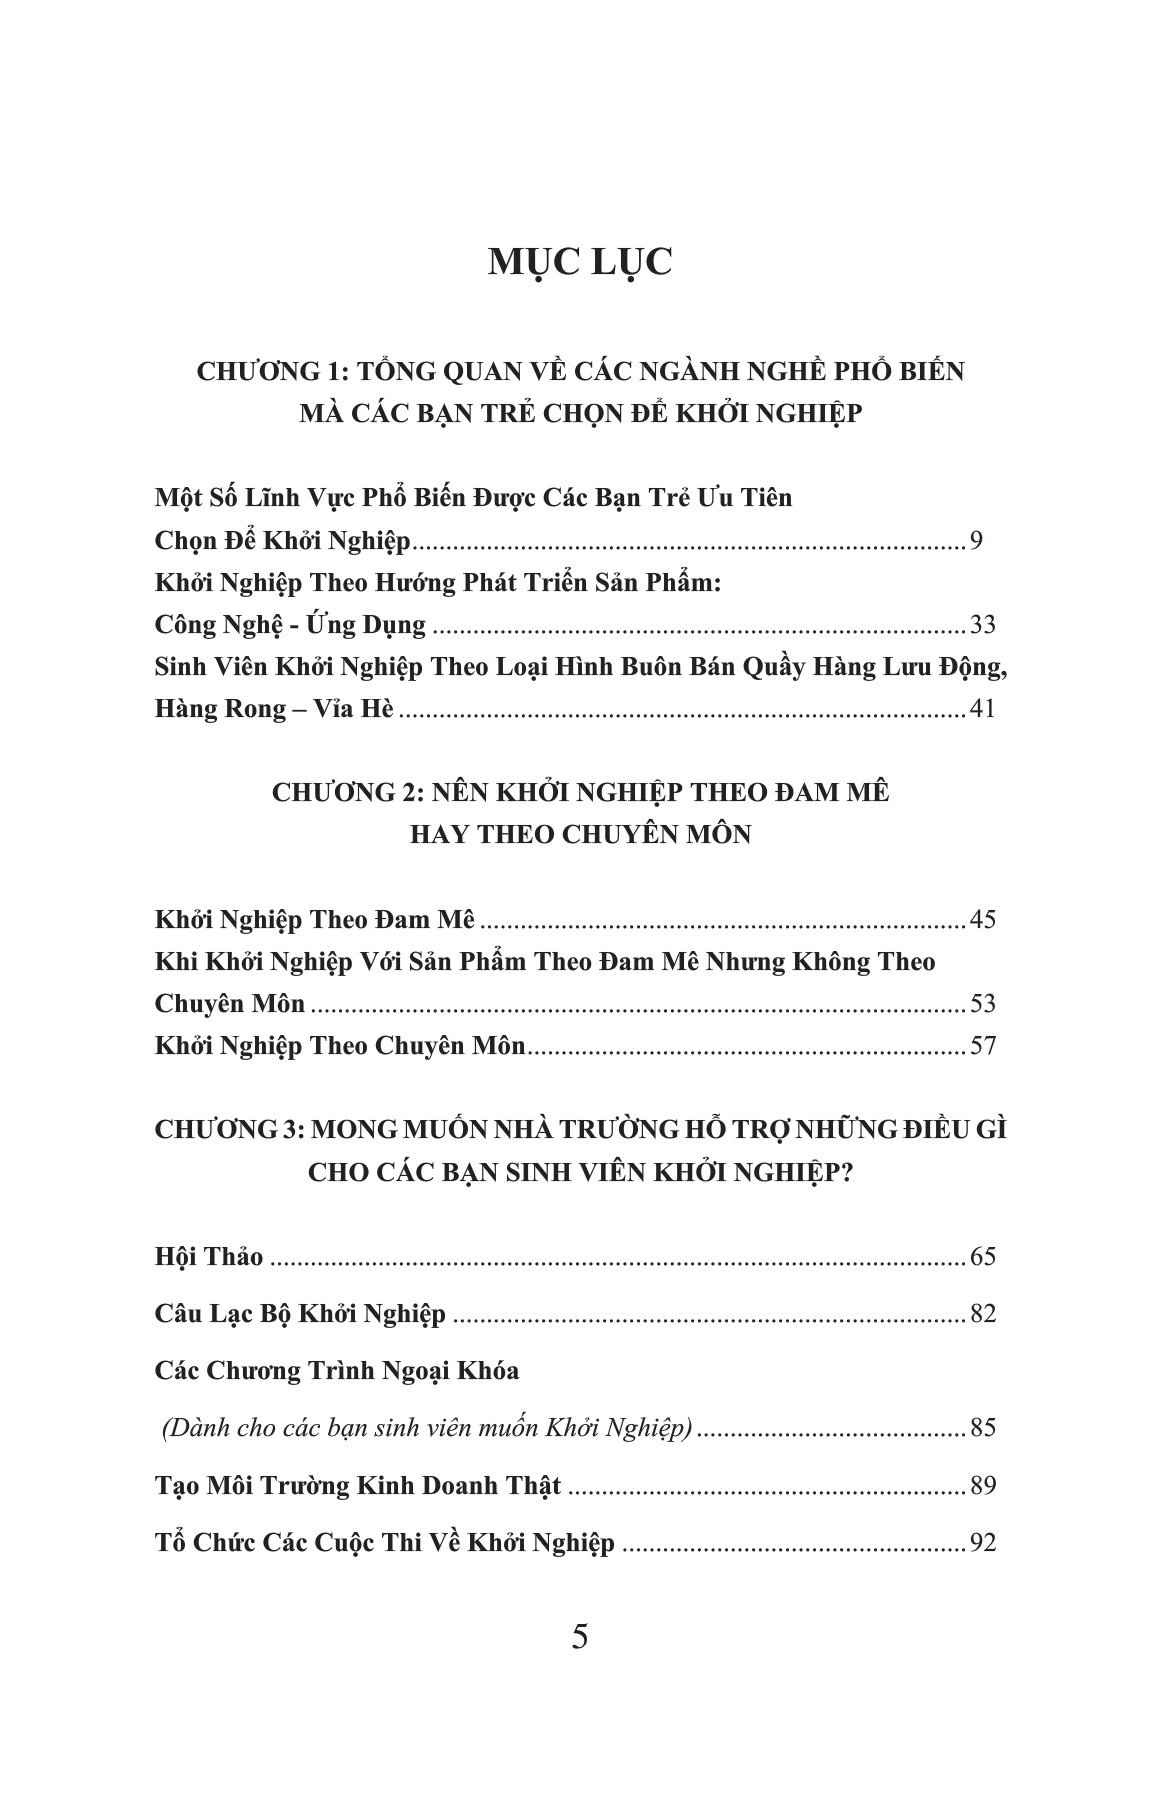 MỤC LỤC
CHƯƠNG 1: TỔNG QUAN VỀ CÁC NGÀNH NGHỀ PHỔ BIẾN
MÀ CÁC BẠN TRẺ CHỌN ĐỂ KHỞI NGHIỆP
Một Số Lĩnh Vực Phổ Biến Được Các Bạn Trẻ Ưu Tiên
Chọn Để Khởi Nghiệp....................................................................................9
Khởi Nghiệp Theo Hướng Phát Triển Sản Phẩm:
Công Nghệ - Ứng Dụng ................................................................................33
Sinh Viên Khởi Nghiệp Theo Loại Hình Buôn Bán Quầy Hàng Lưu Động,
Hàng Rong – Vỉa Hè .....................................................................................41
CHƯƠNG 2: NÊN KHỞI NGHIỆP THEO ĐAM MÊ
HAY THEO CHUYÊN MÔN
Khởi Nghiệp Theo Đam Mê .........................................................................45
Khi Khởi Nghiệp Với Sản Phẩm Theo Đam Mê Nhưng Không Theo
Chuyên Môn ..................................................................................................53
Khởi Nghiệp Theo Chuyên Môn..................................................................57
CHƯƠNG 3: MONG MUỐN NHÀ TRƯỜNG HỖ TRỢ NHỮNG ĐIỀU GÌ
CHO CÁC BẠN SINH VIÊN KHỞI NGHIỆP?
Hội Thảo ........................................................................................................65
Câu Lạc Bộ Khởi Nghiệp .............................................................................82
Các Chương Trình Ngoại Khóa
(Dành cho các bạn sinh viên muốn Khởi Nghiệp)........................................85
Tạo Môi Trường Kinh Doanh Thật ............................................................89
Tổ Chức Các Cuộc Thi Về Khởi Nghiệp ....................................................92
5